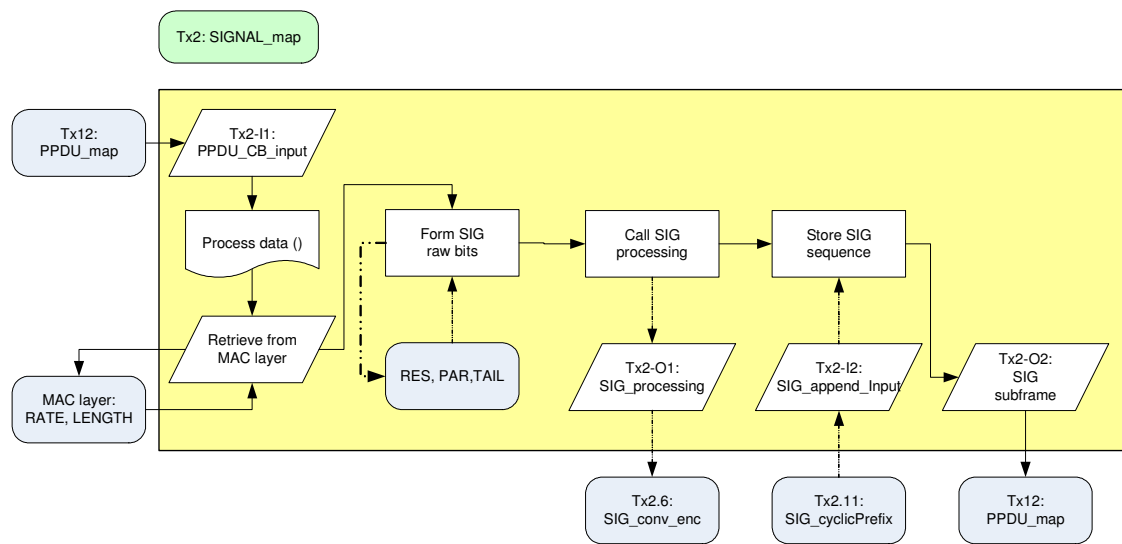 Tx2: SIGNAL_map
Tx12:
PPDU_map
Tx2-I1:
PPDU_CB_input
Process data ()
Retrieve from
MAC layer
MAC layer:
RATE, LENGTH
Form SIG
raw bits
RES, PAR,TAIL
Call SIG
processing
Tx2-O1:
SIG_processing
Tx2.6:
SIG_conv_enc
Store SIG
sequence
Tx2-I2:
SIG_append_Input
Tx2.11:
SIG_cyclicPrefix
Tx2-O2:
SIG
subframe
Tx12:
PPDU_map